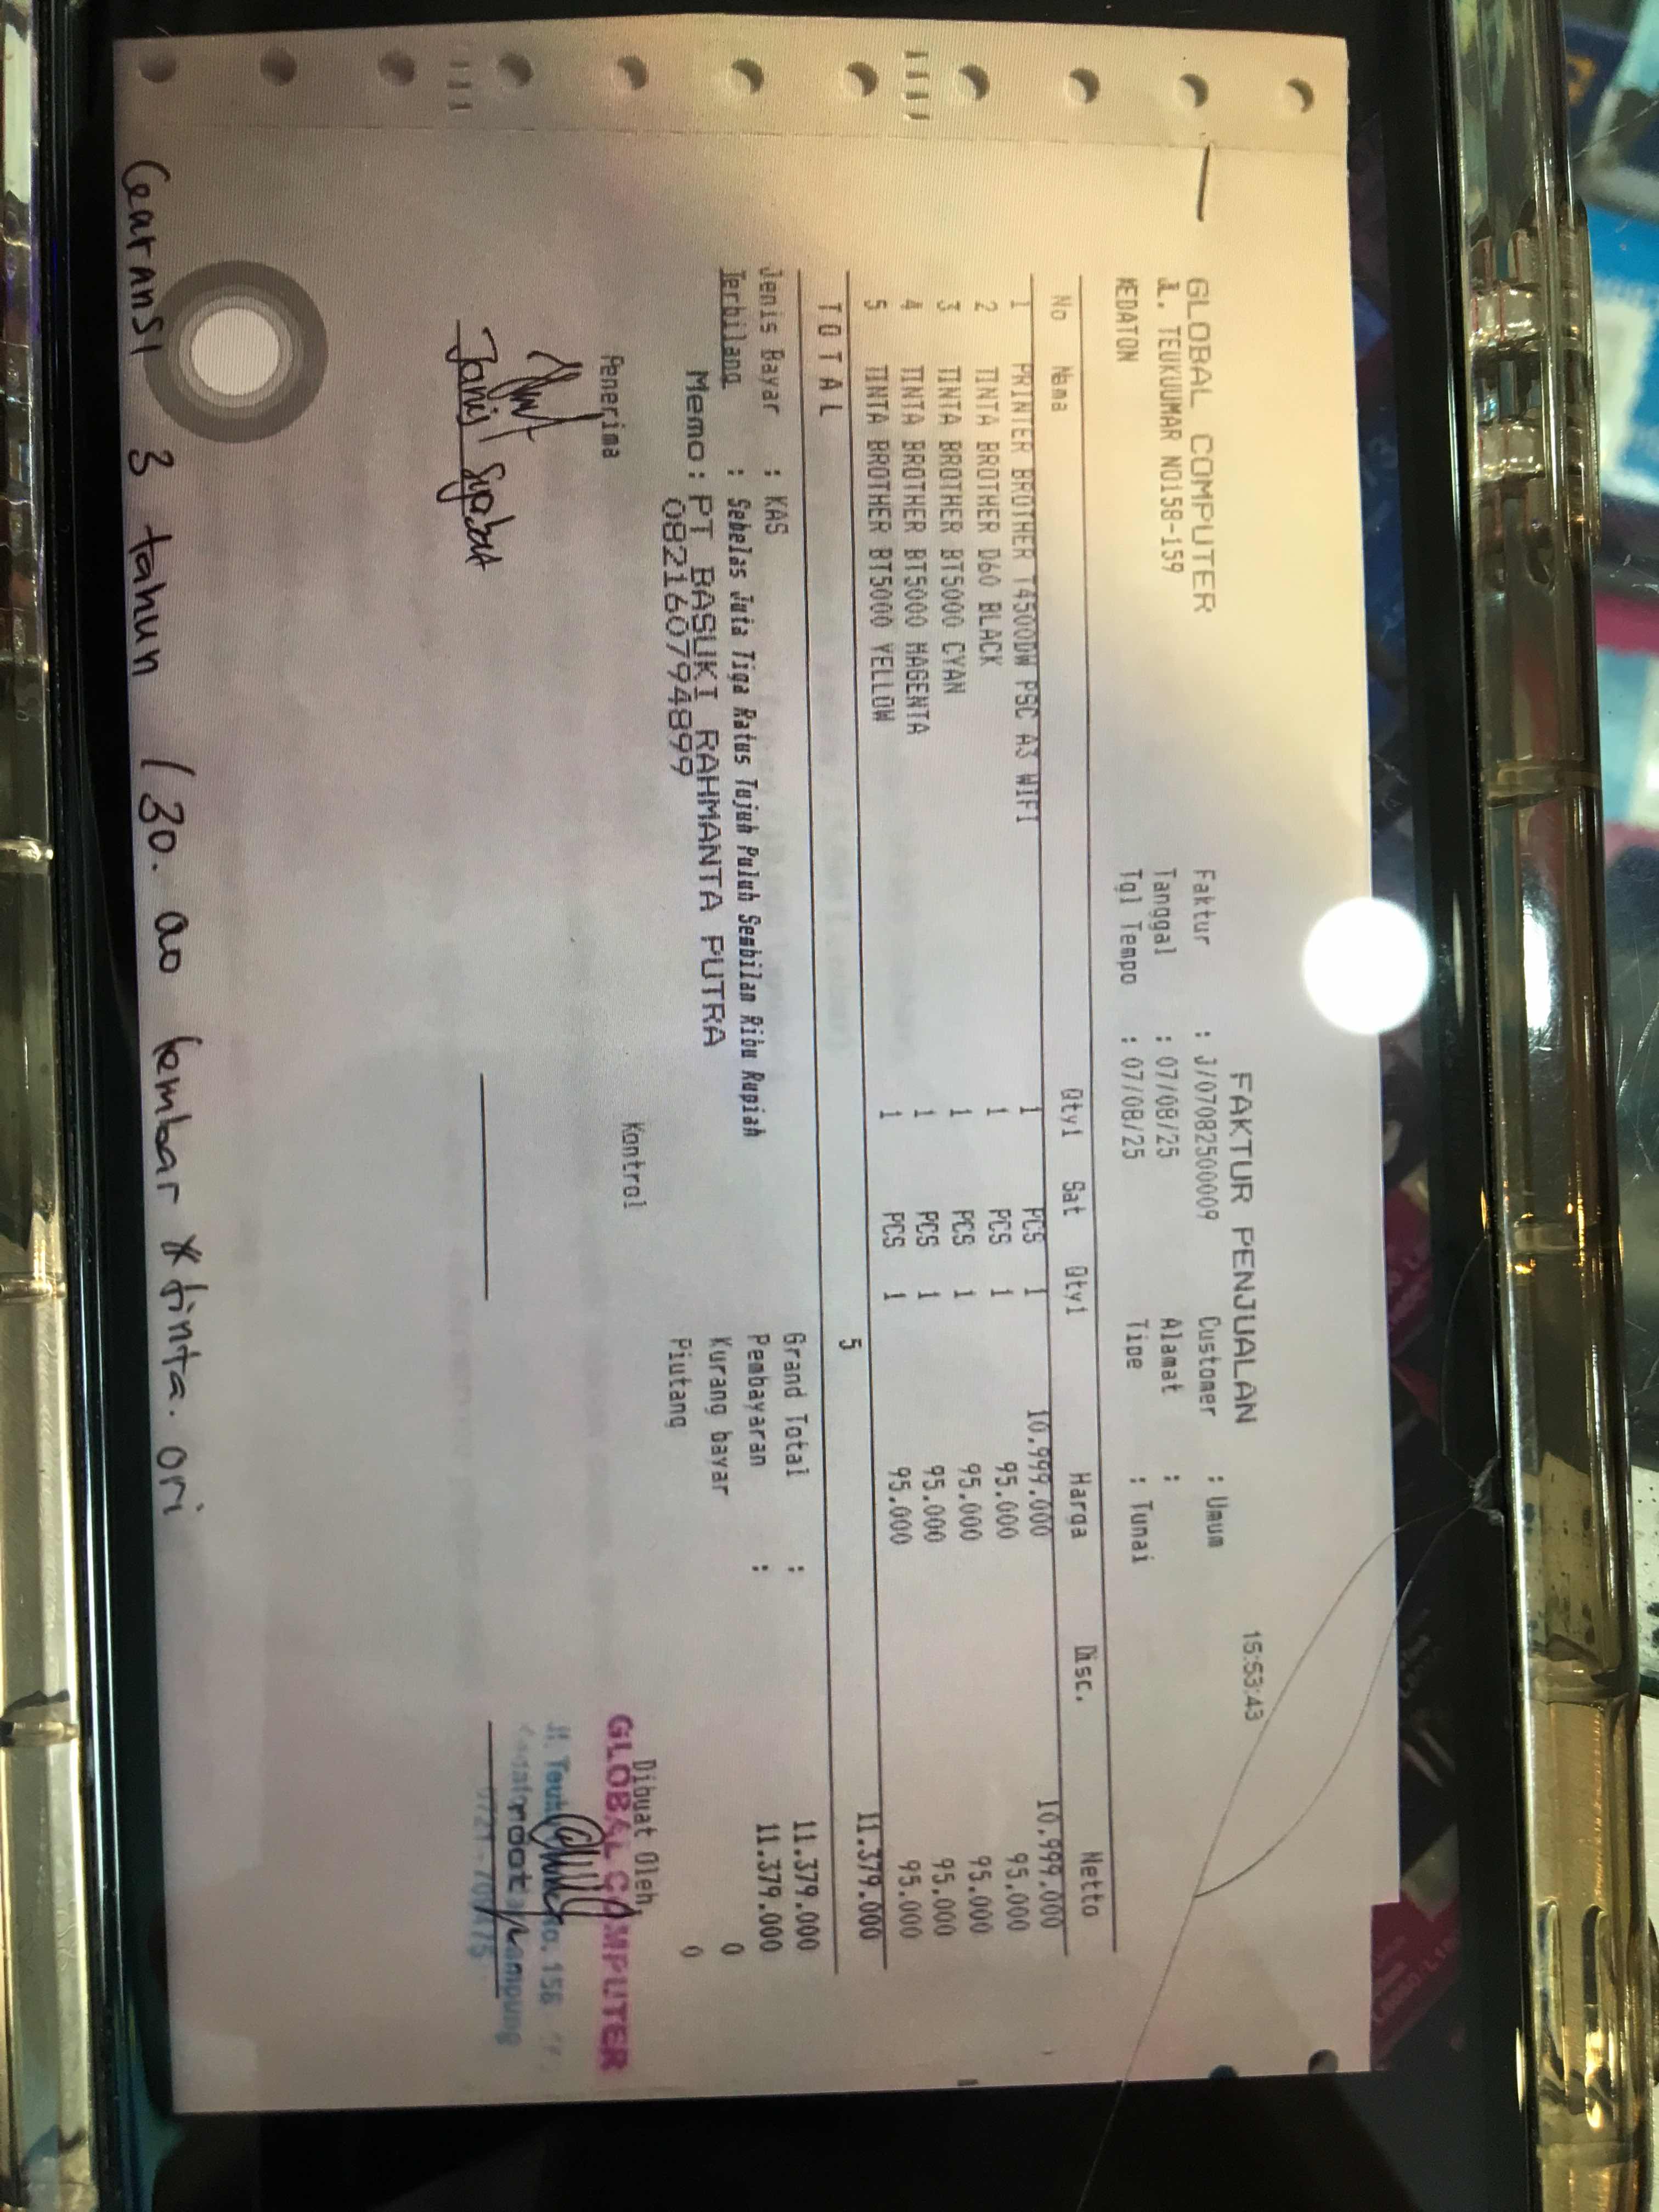 FAKTUR PENJUALAN
15:53:43
GLOBAL COMPUTER
JL. TEUKUUMAR NO158-159
KEDATON
Faktur : J/07082500009
Tanggal : 07/08/25
Tgl Tempo : 07/08/25
Customer : Umum
Alamat :
Tipe : Tunai
No Nama Qty1 Sat Qty1 Harga Disc. Netto
1 PRINTER BROTHER T4500DW PSC A3 WIFI 1 PCS 1 10.999.000 10.999.000
2 TINTA BROTHER D60 BLACK 1 PCS 1 95.000 95.000
3 TINTA BROTHER BT5000 CYAN 1 PCS 1 95.000 95.000
4 TINTA BROTHER BT5000 MAGENTA 1 PCS 1 95.000 95.000
5 TINTA BROTHER BT5000 YELLOW 1 PCS 1 95.000 95.000
T O T A L 5 11.379.000
Jenis Bayar : KAS
Terbilang : Sebelas Juta Tiga Ratus Tujuh Puluh Sembilan Ribu Rupiah
Memo : PT BASUKI RAHMANTA PUTRA
082160794899
Grand Total : 11.379.000
Pembayaran : 11.379.000
Kurang bayar 0
Piutang 0
Penerima Kontrol Dibuat Oleh,
GLOBAL COMPUTER
root
Garansi 3 tahun / 30.000 lembar * tinta. ori